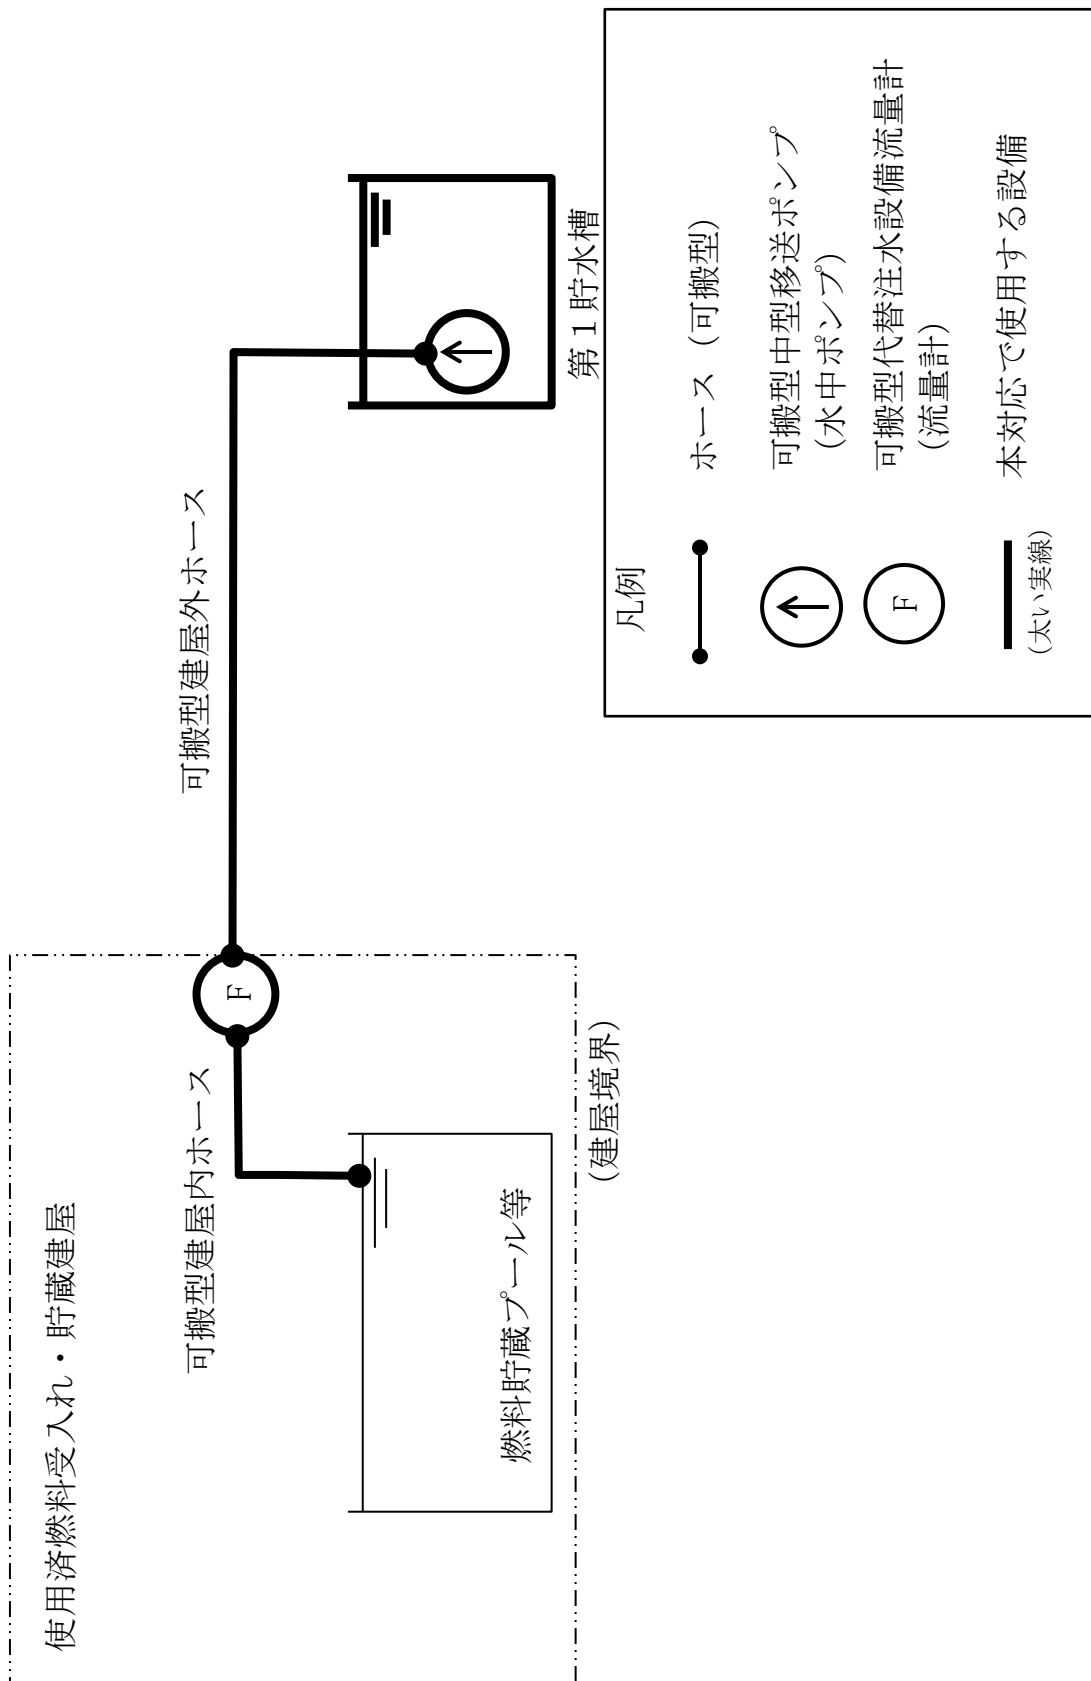 使用済燃料受入れ・貯蔵建屋
可搬型建屋内ホース
可搬型建屋外ホース
F
燃料貯蔵プール等
(建屋境界)
第1貯水槽
凡例
ホース (可搬型)
可搬型中型移送ポンプ
(水中ポンプ)
F
可搬型代替注水設備流量計
(流量計)
本対応で使用する設備
(太い実線)